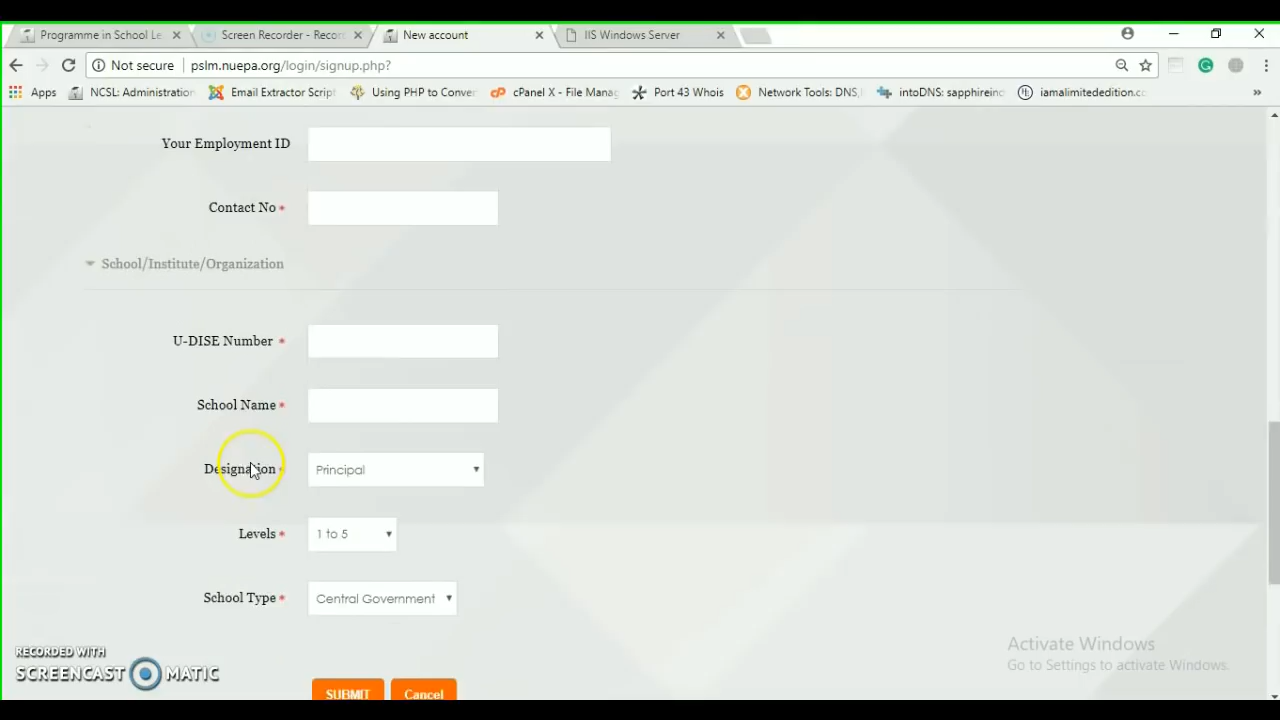 Programme in School Le
Screen Recorder - Recor
New account
IIS Windows Server
Not secure
pslm.nuepa.org/login/signup.php?
Apps
NCSL: Administration
Email Extractor Scrip
Using PHP to Conver
cPanel X - File Mana
Port 43 Whois
Network Tools: DNS,
intoDNS: sapphirein
iamalimitededition.c
»
Your Employment ID
Contact No *
School/Institute/Organization
U-DISE Number *
School Name *
Designation * Principal
Levels * 1 to 5
School Type * Central Government
SUBMIT Cancel
Activate Windows
Go to Settings to activate Windows.
RECORDED WITH
SCREENCAST MATIC